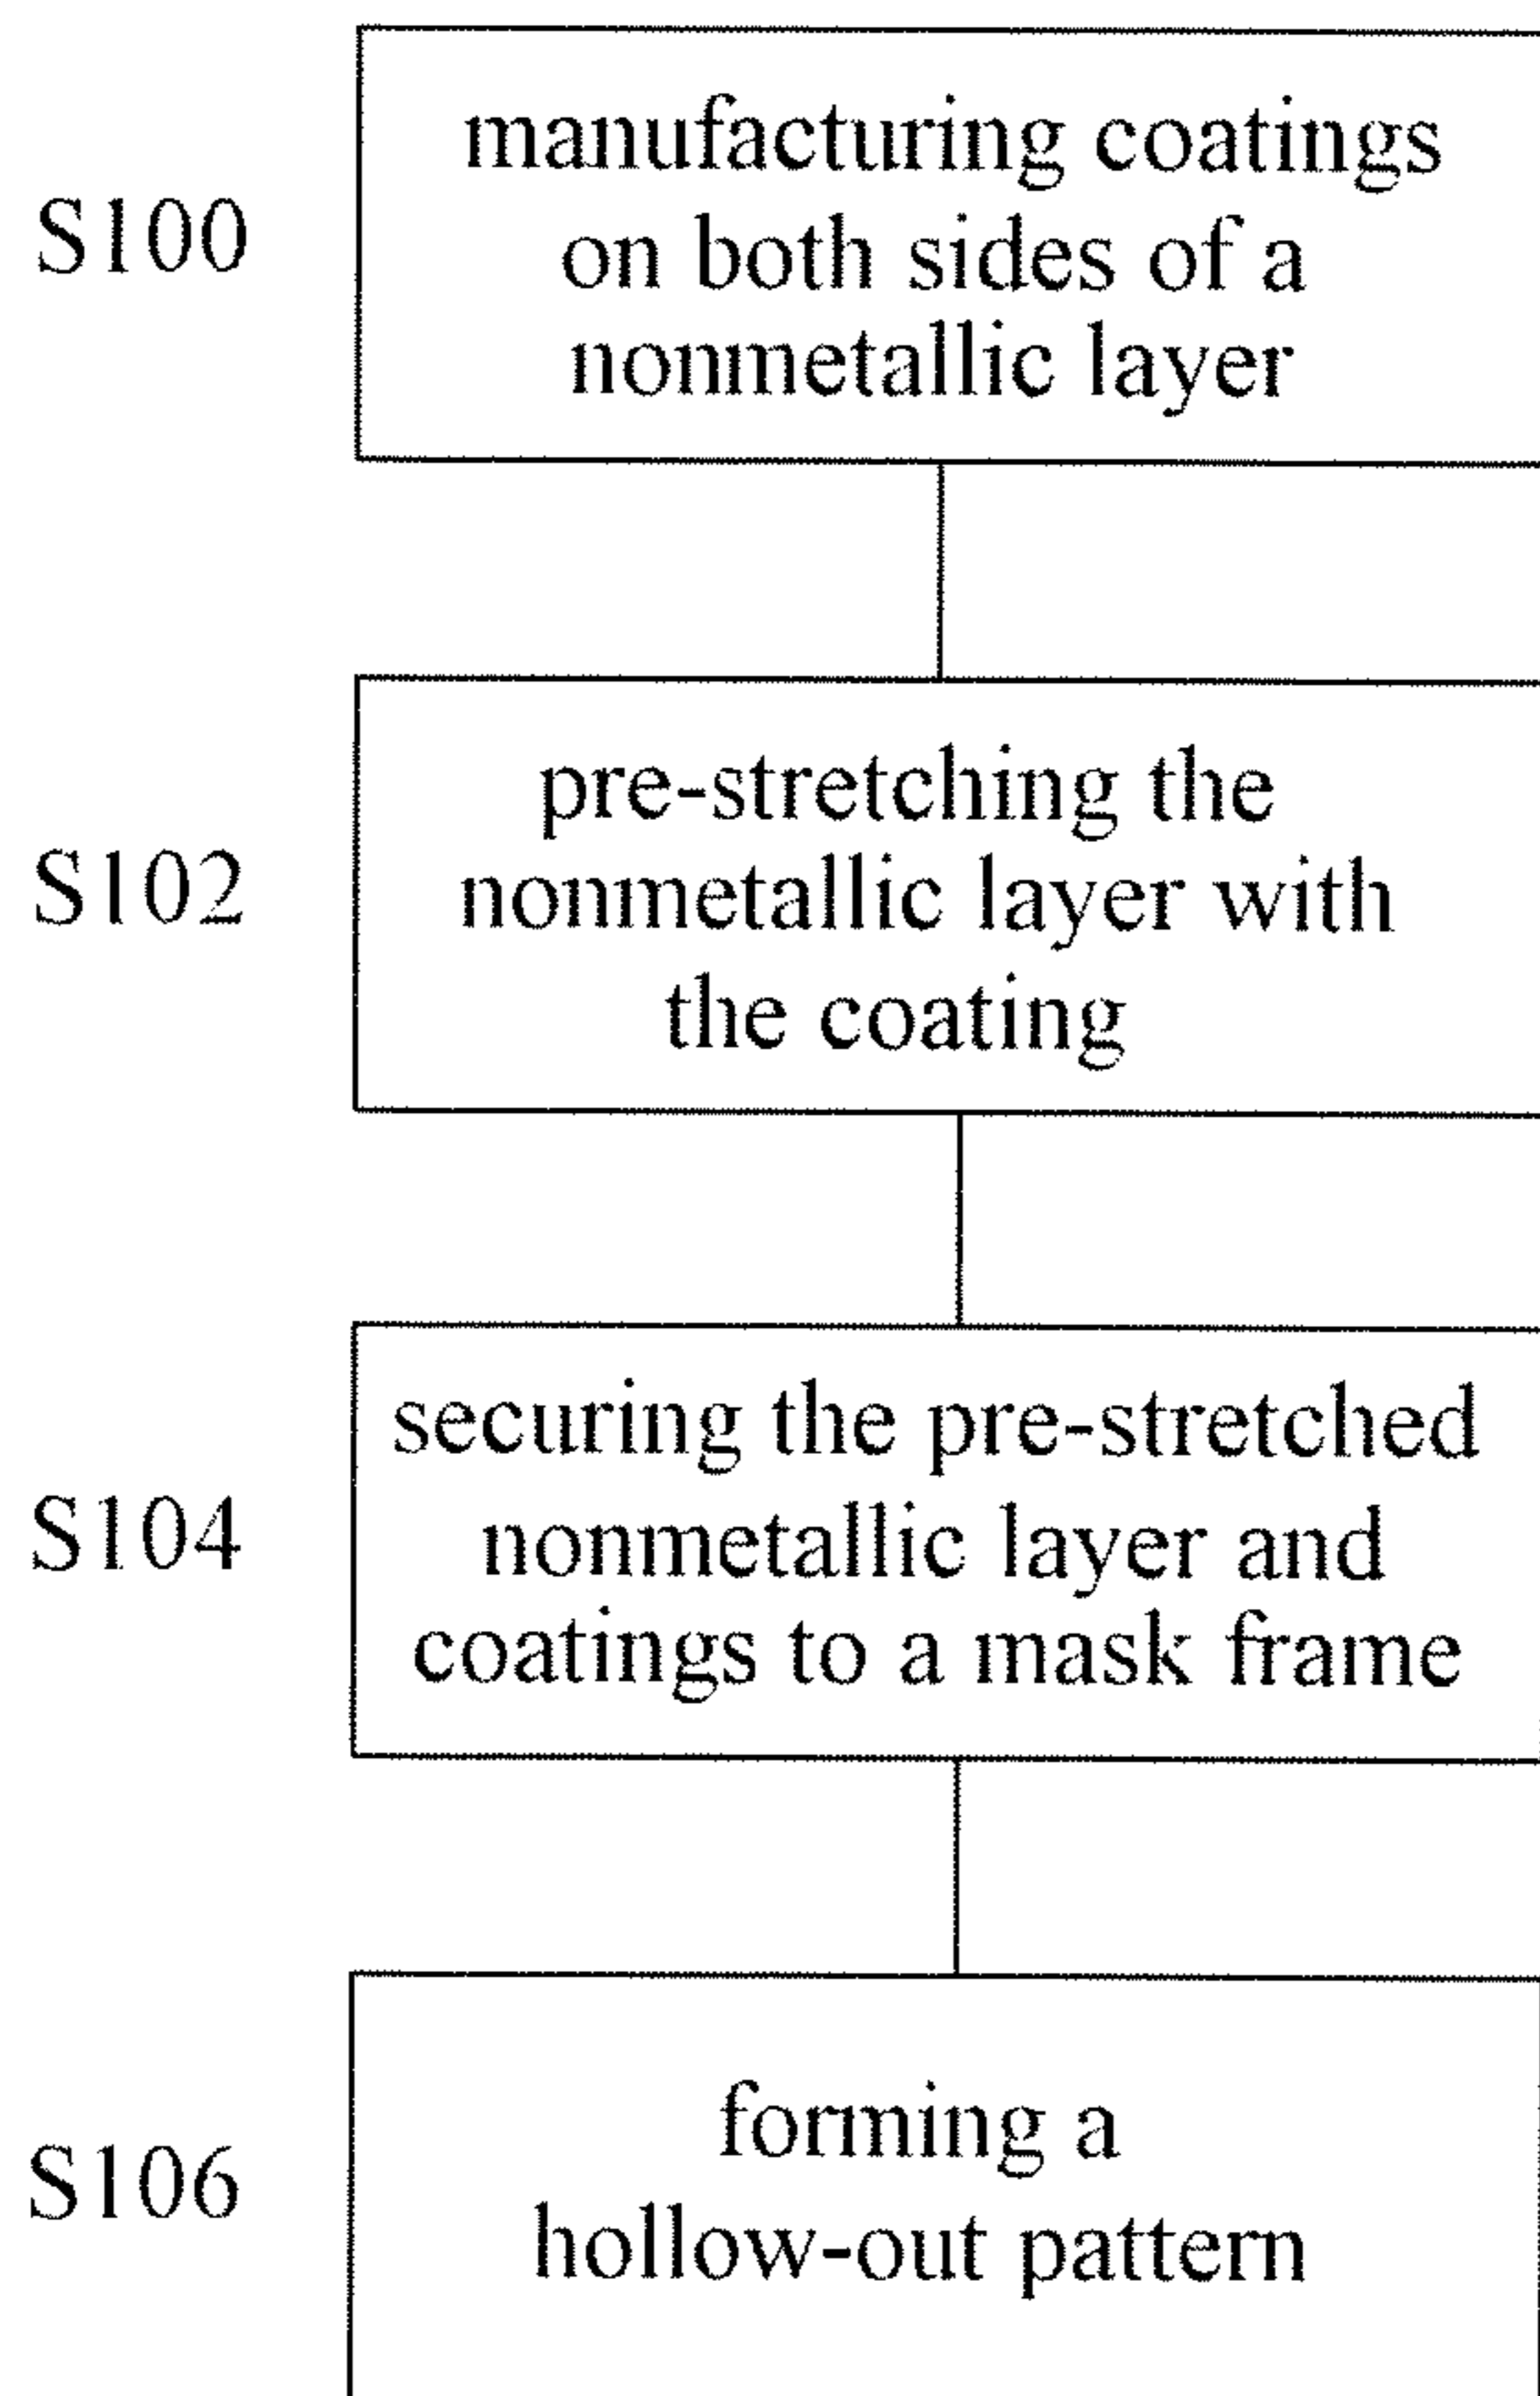 S100
manufacturing coatings
on both sides of a
nonmetallic layer
S102
pre-stretching the
nonmetallic layer with
the coating
S104
securing the pre-stretched
nonmetallic layer and
coatings to a mask frame
S106
forming a
hollow-out pattern